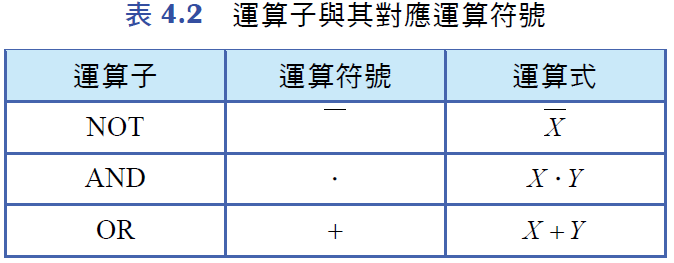 表 4.2 運算子與其對應運算符號
運算子 運算符號 運算式
NOT ‾ X̅
AND · X · Y
OR + X + Y